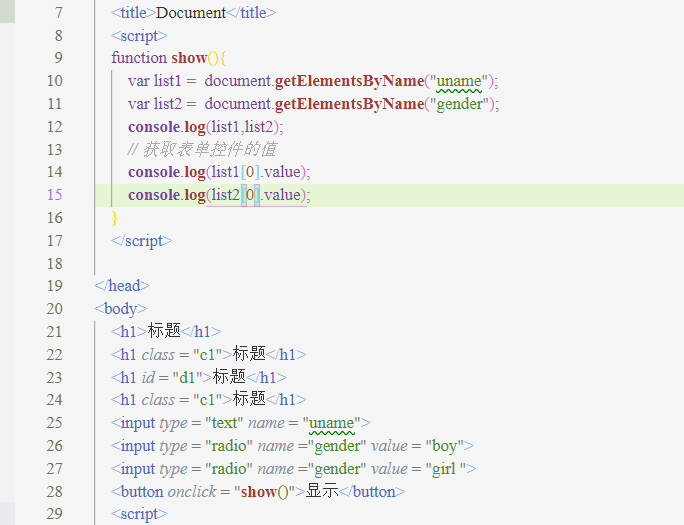 7 <title>Document</title>
8 <script>
9 function show(){
10 var list1 = document.getElementsByName("uname");
11 var list2 = document.getElementsByName("gender");
12 console.log(list1,list2);
13 // 获取表单控件的值
14 console.log(list1[0].value);
15 console.log(list2[0].value);
16 }
17 </script>
18
19 </head>
20 <body>
21 <h1>标题</h1>
22 <h1 class = "c1">标题</h1>
23 <h1 id = "d1">标题</h1>
24 <h1 class = "c1">标题</h1>
25 <input type = "text" name = "uname">
26 <input type = "radio" name ="gender" value = "boy">
27 <input type = "radio" name ="gender" value = "girl ">
28 <button onclick = "show()">显示</button>
29 <script>